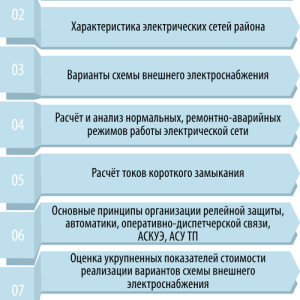 02
Характеристика электрических сетей района
03
Варианты схемы внешнего электроснабжения
04
Расчёт и анализ нормальных, ремонтно-аварийных
режимов работы электрической сети
05
Расчёт токов короткого замыкания
06
Основные принципы организации релейной защиты,
автоматики, оперативно-диспетчерской связи,
АСКУЭ, АСУ ТП
07
Оценка укрупненных показателей стоимости
реализации вариантов схемы внешнего
электроснабжения